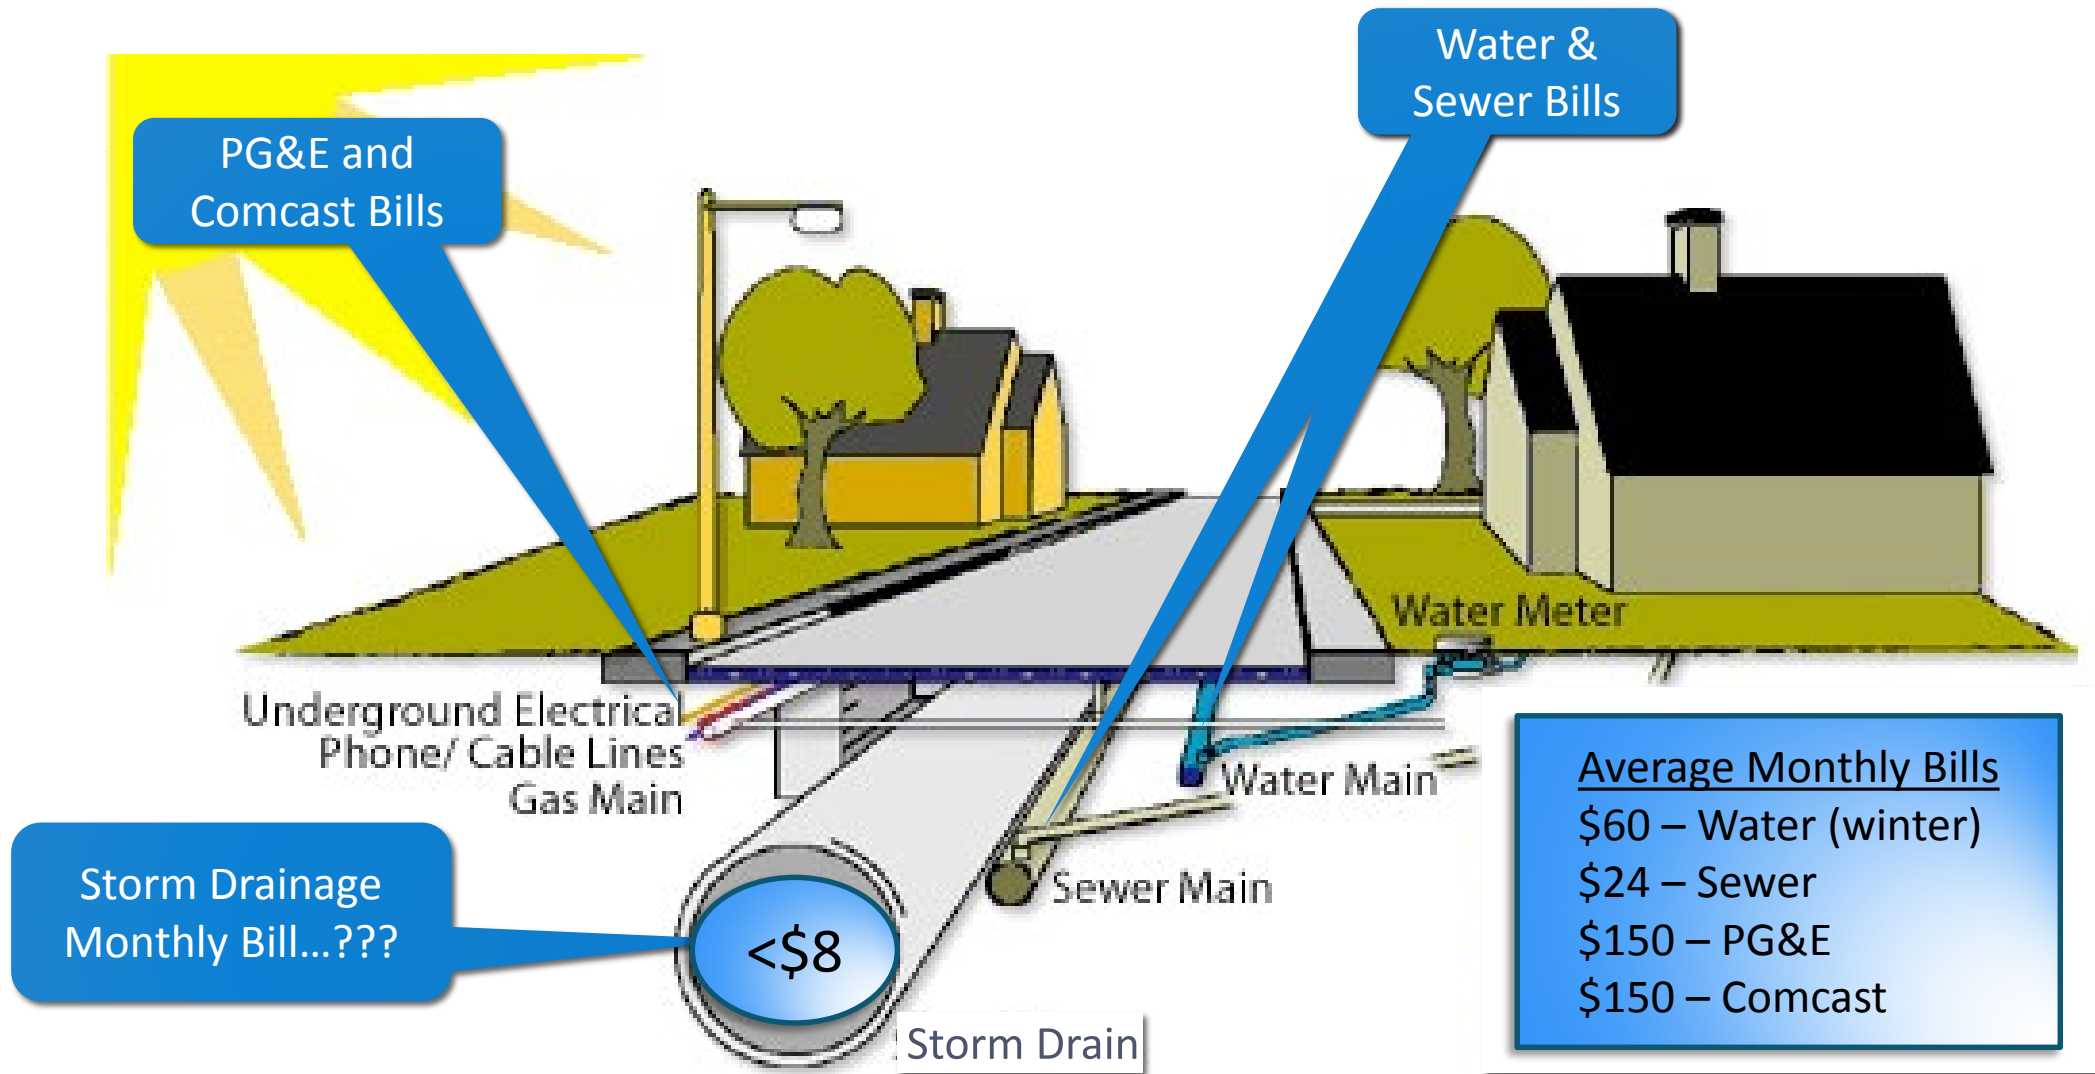 Water &
Sewer Bills
PG&E and
Comcast Bills
Water Meter
Underground Electrical
Phone/ Cable Lines
Gas Main
Water Main
Sewer Main
Storm Drainage
Monthly Bill...???
<$8
Storm Drain
Average Monthly Bills
$60 – Water (winter)
$24 – Sewer
$150 – PG&E
$150 – Comcast